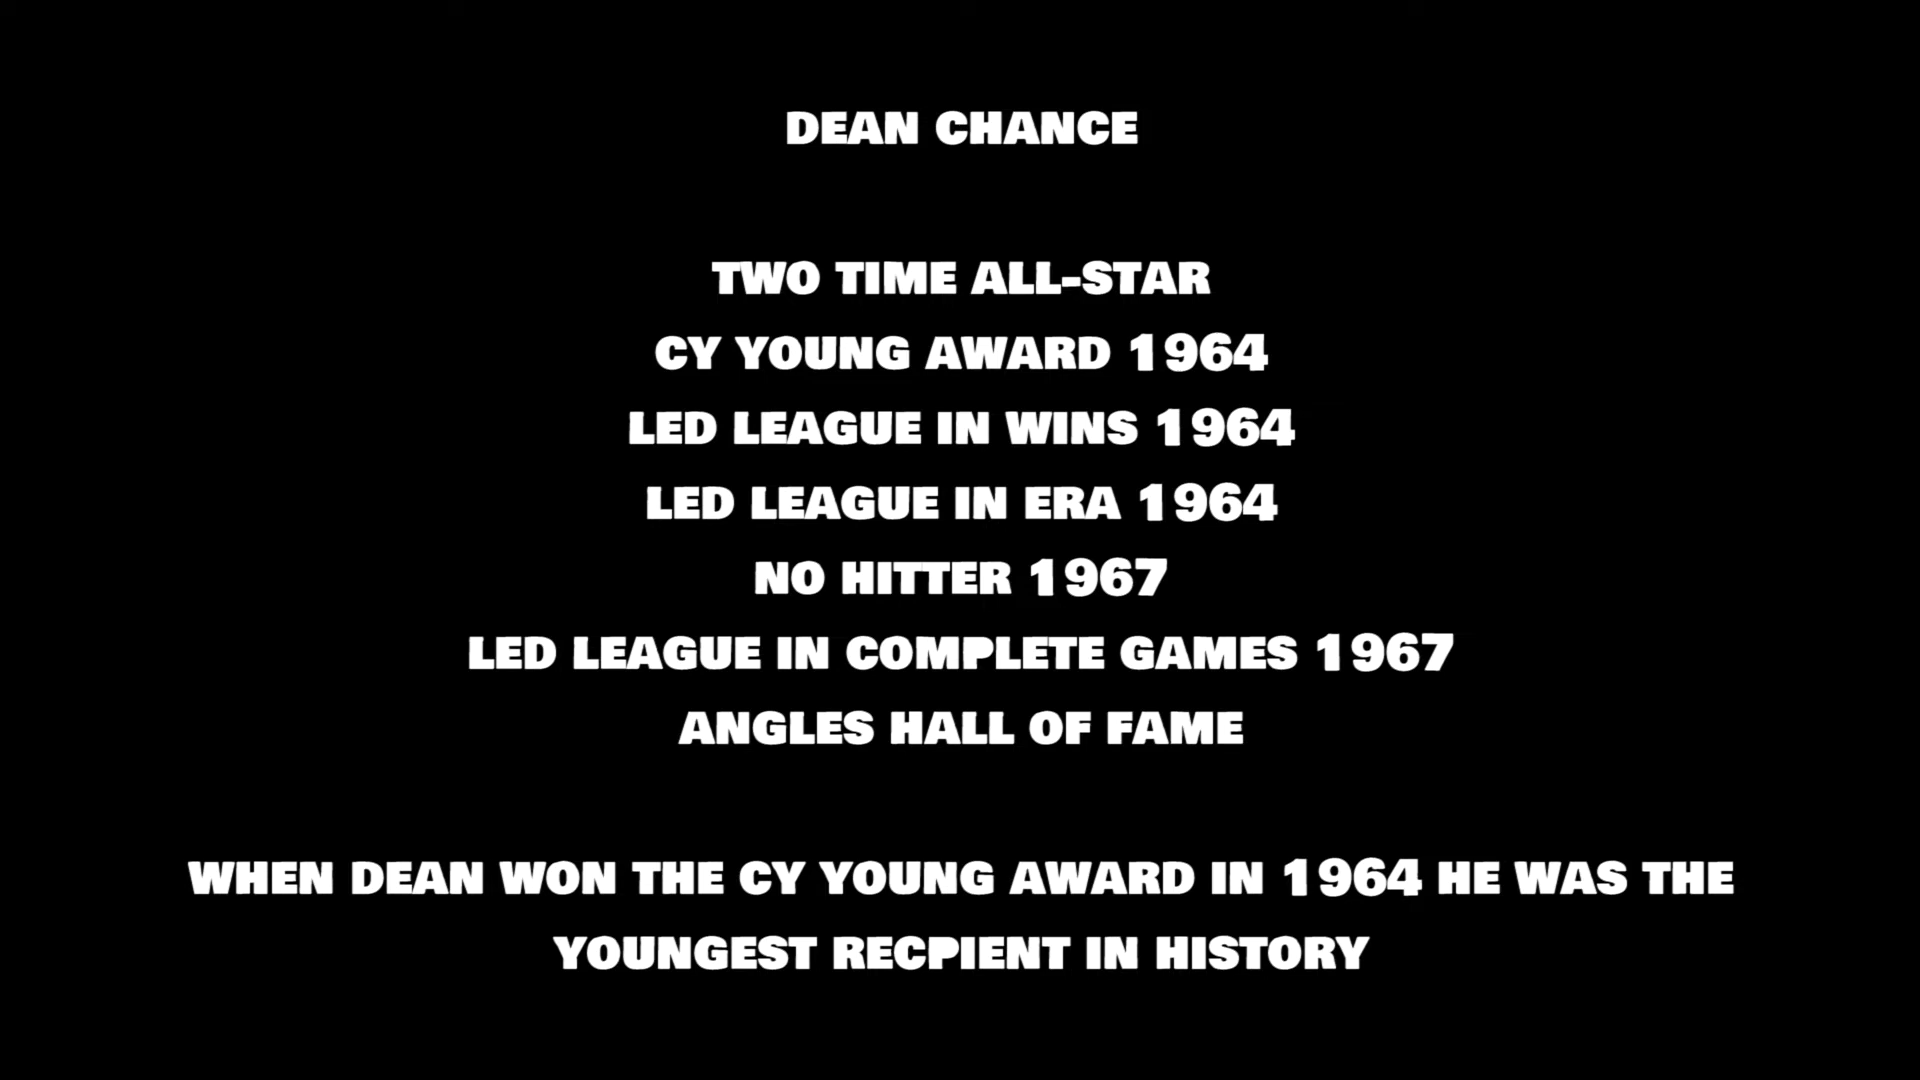 DEAN CHANCE
TWO TIME ALL-STAR
CY YOUNG AWARD 1964
LED LEAGUE IN WINS 1964
LED LEAGUE IN ERA 1964
NO HITTER 1967
LED LEAGUE IN COMPLETE GAMES 1967
ANGLES HALL OF FAME
WHEN DEAN WON THE CY YOUNG AWARD IN 1964 HE WAS THE
YOUNGEST RECPIENT IN HISTORY